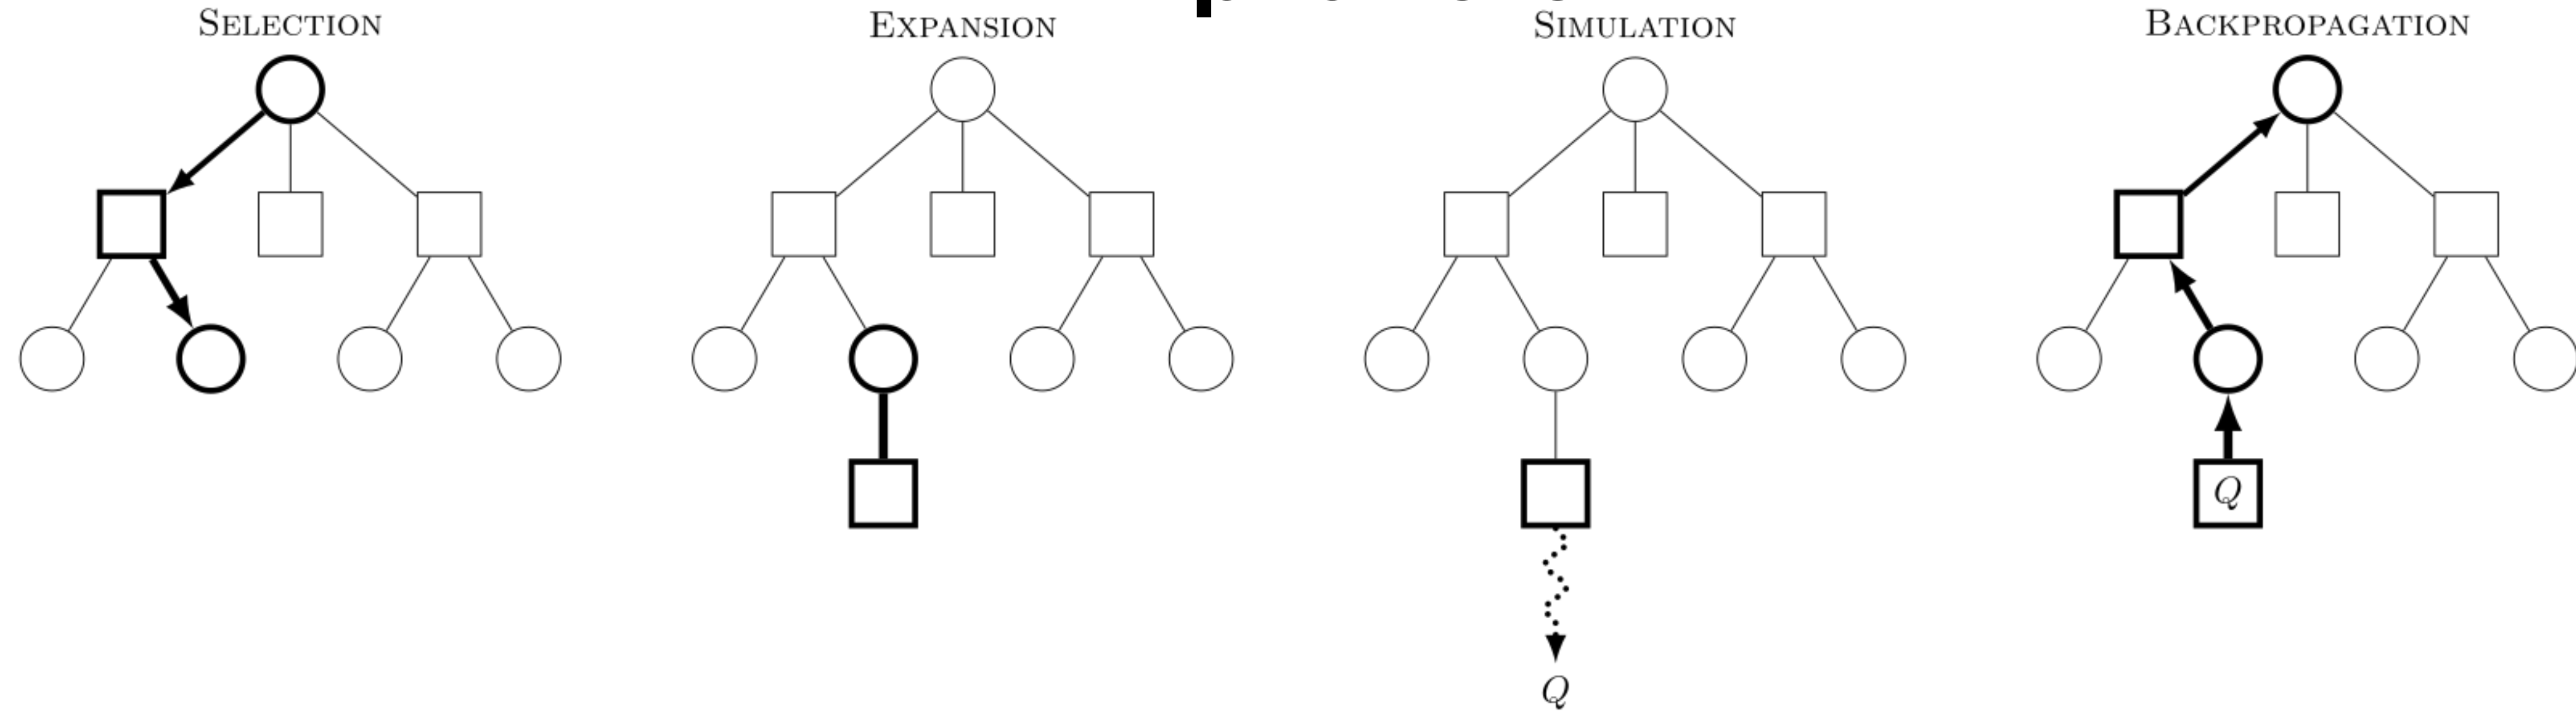 SELECTION
EXPANSION
SIMULATION
BACKPROPAGATION
Q
Q